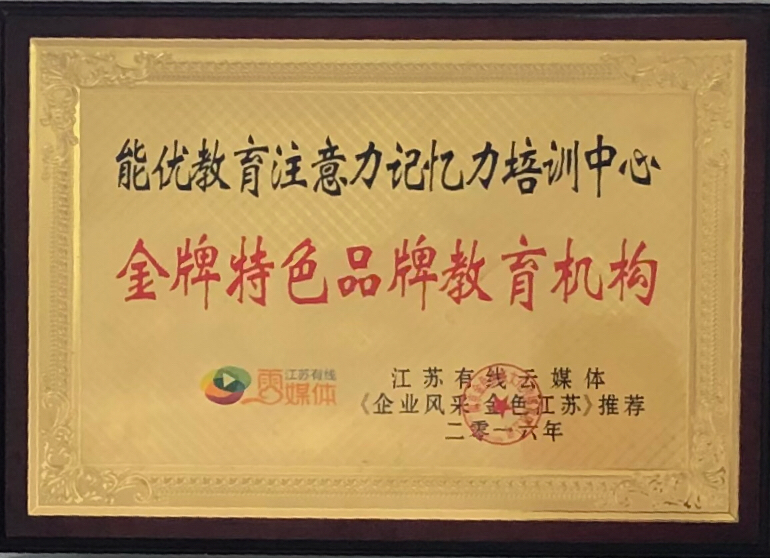 能优教育注意力记忆力培训中心
金牌特色品牌教育机构
江苏有线
云媒体
江苏有线云媒体
《企业风采·金色江苏》推荐
二零一六年